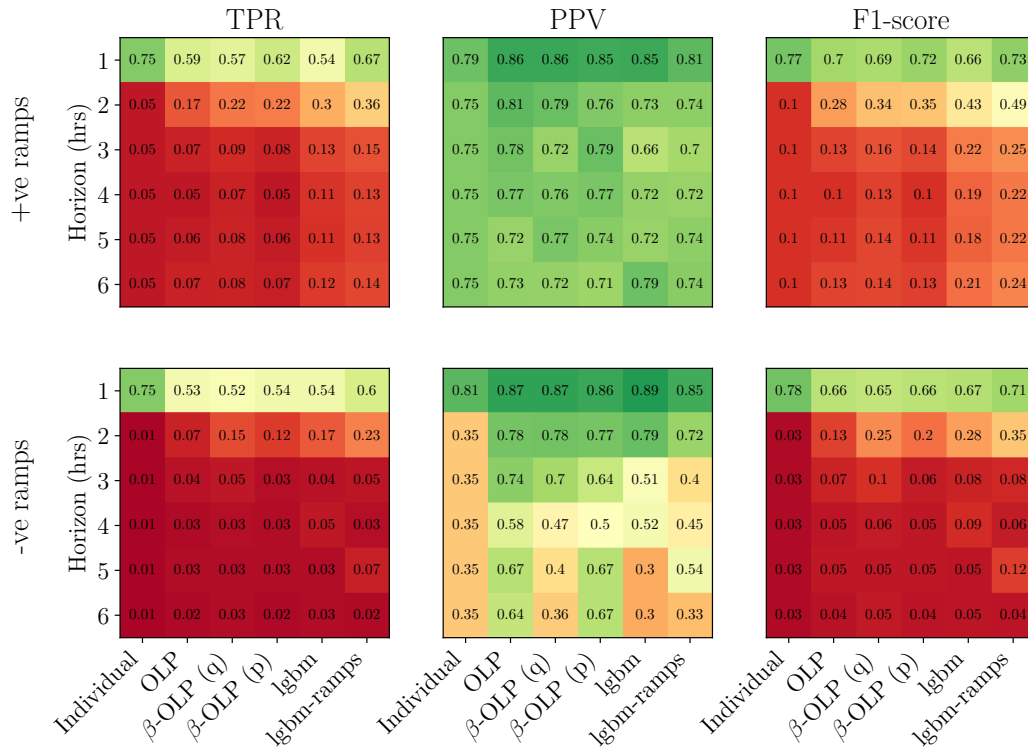 TPR PPV F1-score
+ve ramps
Horizon (hrs)
1 0.75 0.59 0.57 0.62 0.54 0.67 0.79 0.86 0.86 0.85 0.85 0.81 0.77 0.7 0.69 0.72 0.66 0.73
2 0.05 0.17 0.22 0.22 0.3 0.36 0.75 0.81 0.79 0.76 0.73 0.74 0.1 0.28 0.34 0.35 0.43 0.49
3 0.05 0.07 0.09 0.08 0.13 0.15 0.75 0.78 0.72 0.79 0.66 0.7 0.1 0.13 0.16 0.14 0.22 0.25
4 0.05 0.05 0.07 0.05 0.11 0.13 0.75 0.77 0.76 0.77 0.72 0.72 0.1 0.1 0.13 0.1 0.19 0.22
5 0.05 0.06 0.08 0.06 0.11 0.13 0.75 0.72 0.77 0.74 0.72 0.74 0.1 0.11 0.14 0.11 0.18 0.22
6 0.05 0.07 0.08 0.07 0.12 0.14 0.75 0.73 0.72 0.71 0.79 0.74 0.1 0.13 0.14 0.13 0.21 0.24
-ve ramps
Horizon (hrs)
1 0.75 0.53 0.52 0.54 0.54 0.6 0.81 0.87 0.87 0.86 0.89 0.85 0.78 0.66 0.65 0.66 0.67 0.71
2 0.01 0.07 0.15 0.12 0.17 0.23 0.35 0.78 0.78 0.77 0.79 0.72 0.03 0.13 0.25 0.2 0.28 0.35
3 0.01 0.04 0.05 0.03 0.04 0.05 0.35 0.74 0.7 0.64 0.51 0.4 0.03 0.07 0.1 0.06 0.08 0.08
4 0.01 0.03 0.03 0.03 0.05 0.03 0.35 0.58 0.47 0.5 0.52 0.45 0.03 0.05 0.06 0.05 0.09 0.06
5 0.01 0.03 0.03 0.03 0.03 0.07 0.35 0.67 0.4 0.67 0.3 0.54 0.03 0.05 0.05 0.05 0.05 0.12
6 0.01 0.02 0.03 0.02 0.03 0.02 0.35 0.64 0.36 0.67 0.3 0.33 0.03 0.04 0.05 0.04 0.05 0.04
Individual OLP β-OLP (q) β-OLP (p) lgbm lgbm-ramps Individual OLP β-OLP (q) β-OLP (p) lgbm lgbm-ramps Individual OLP β-OLP (q) β-OLP (p) lgbm lgbm-ramps